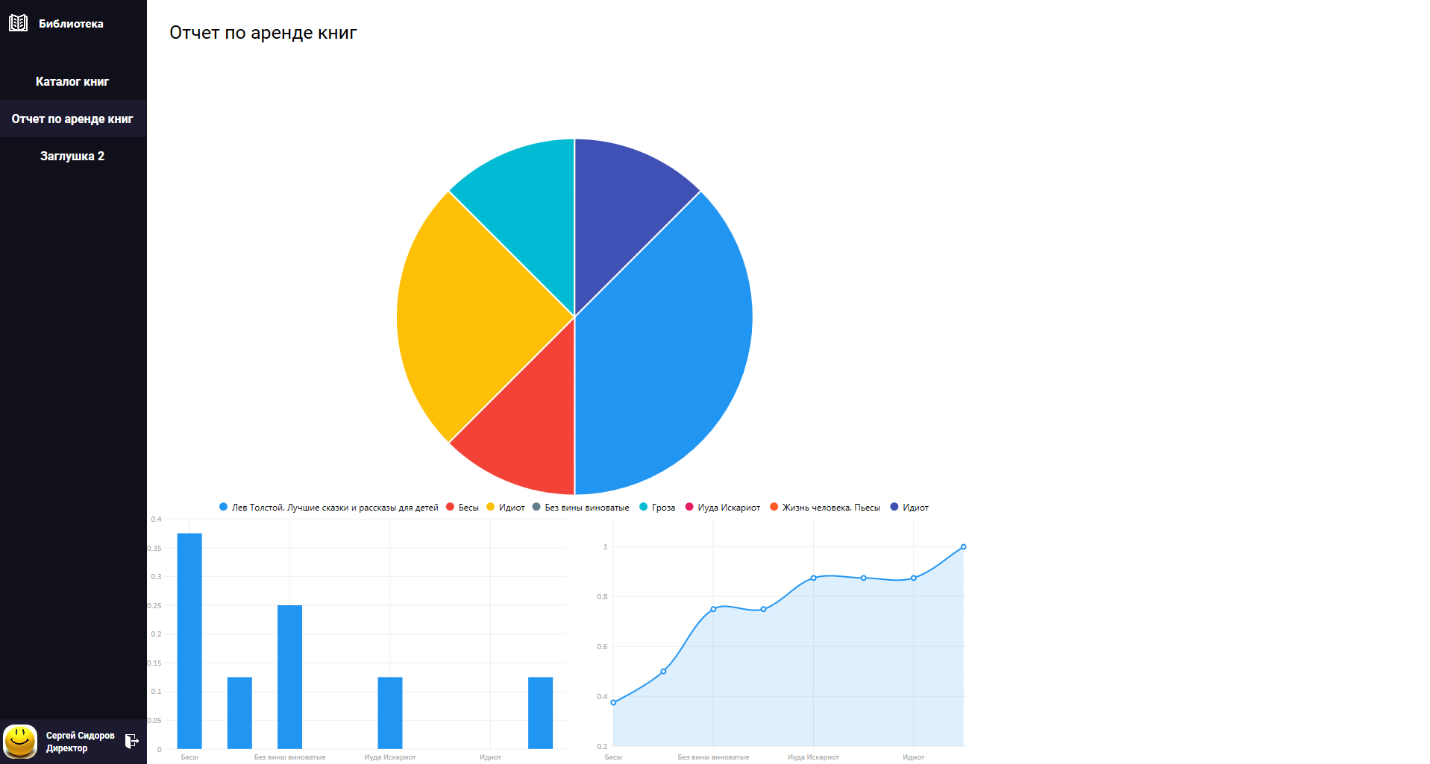 Библиотека
Каталог книг
Отчет по аренде книг
Заглушка 2
Сергей Сидоров
Директор
Отчет по аренде книг
Лев Толстой. Лучшие сказки и рассказы для детей Бесы Идиот Без вины виноватые Гроза Иуда Искариот Жизнь человека. Пьесы Идиот
0.4
0.35
0.3
0.25
0.2
0.15
0.1
0.05
0
Бесы Без вины виноватые Иуда Искариот Идиот
1
0.8
0.6
0.4
0.2
Бесы Без вины виноватые Иуда Искариот Идиот